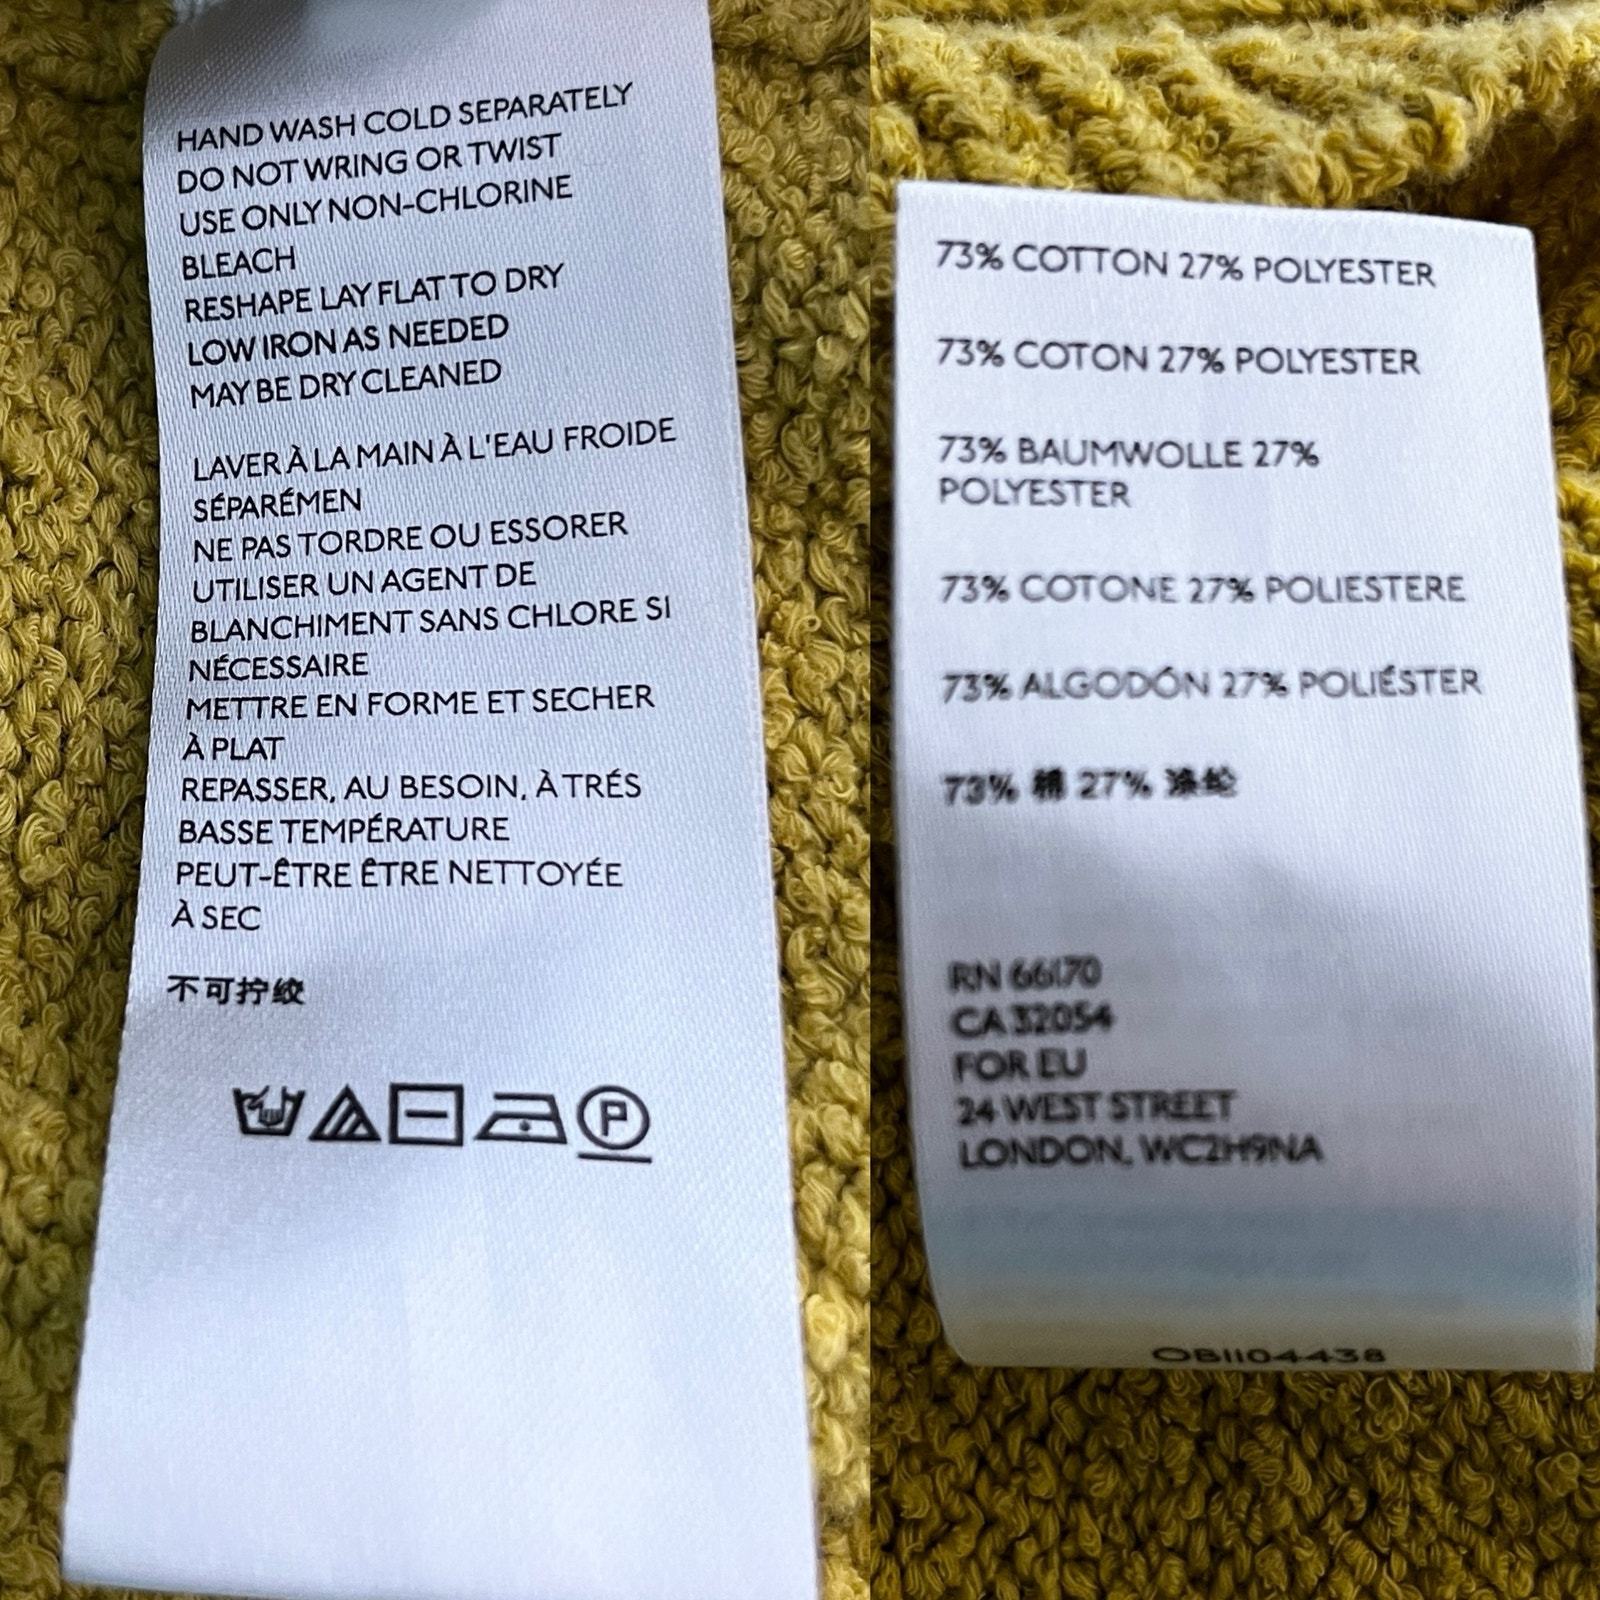 HAND WASH COLD SEPARATELY
DO NOT WRING OR TWIST
USE ONLY NON-CHLORINE
BLEACH
RESHAPE LAY FLAT TO DRY
LOW IRON AS NEEDED
MAY BE DRY CLEANED
LAVER À LA MAIN À L'EAU FROIDE
SÉPARÉMEN
NE PAS TORDRE OU ESSORER
UTILISER UN AGENT DE
BLANCHIMENT SANS CHLORE SI
NÉCESSAIRE
METTRE EN FORME ET SECHER
À PLAT
REPASSER, AU BESOIN, À TRÉS
BASSE TEMPÉRATURE
PEUT-ÊTRE ÊTRE NETTOYÉE
À SEC
不可拧绞
P
73% COTTON 27% POLYESTER
73% COTON 27% POLYESTER
73% BAUMWOLLE 27%
POLYESTER
73% COTONE 27% POLIESTERE
73% ALGODÓN 27% POLIÉSTER
73% 棉 27% 涤纶
RN 66170
CA 32054
FOR EU
24 WEST STREET
LONDON, WC2H9NA
OB1104438